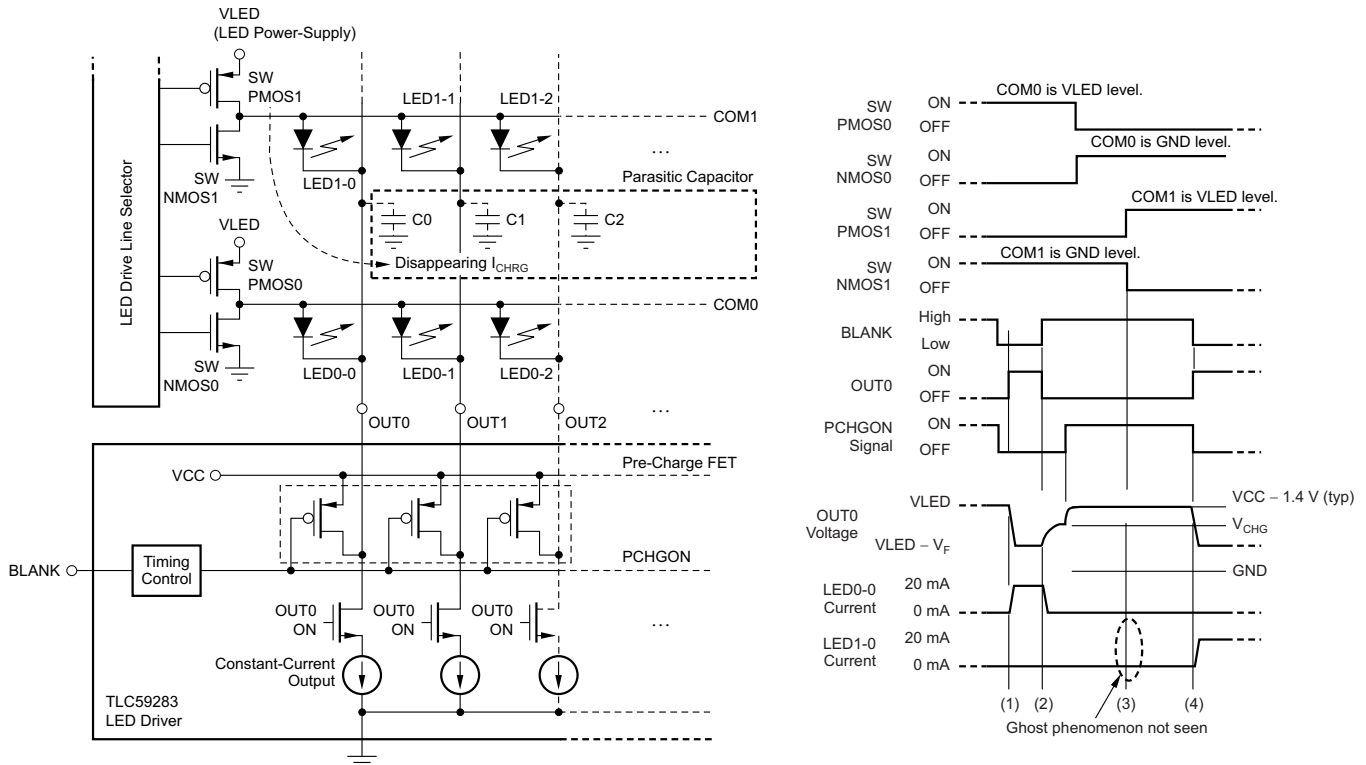 VLED
(LED Power-Supply)
SW
PMOS1
LED1-1
LED1-2
COM1
SW
NMOS1
LED1-0
...
Parasitic Capacitor
C0
C1
C2
VLED
Disappearing ICHRG
SW
PMOS0
COM0
LED Drive Line Selector
SW
NMOS0
LED0-0
LED0-1
LED0-2
OUT0
OUT1
OUT2
...
VCC
Pre-Charge FET
BLANK
Timing
Control
PCHGON
OUT0
ON
OUT0
ON
OUT0
ON
...
Constant-Current
Output
TLC59283
LED Driver
SW
PMOS0
ON
OFF
COM0 is VLED level.
SW
NMOS0
ON
OFF
COM0 is GND level.
SW
PMOS1
ON
OFF
COM1 is VLED level.
SW
NMOS1
ON
OFF
COM1 is GND level.
BLANK
High
Low
OUT0
ON
OFF
PCHGON
Signal
ON
OFF
OUT0
Voltage
VLED
VLED – VF
VCC – 1.4 V (typ)
VCHG
GND
LED0-0
Current
20 mA
0 mA
LED1-0
Current
20 mA
0 mA
(1)
(2)
(3)
(4)
Ghost phenomenon not seen